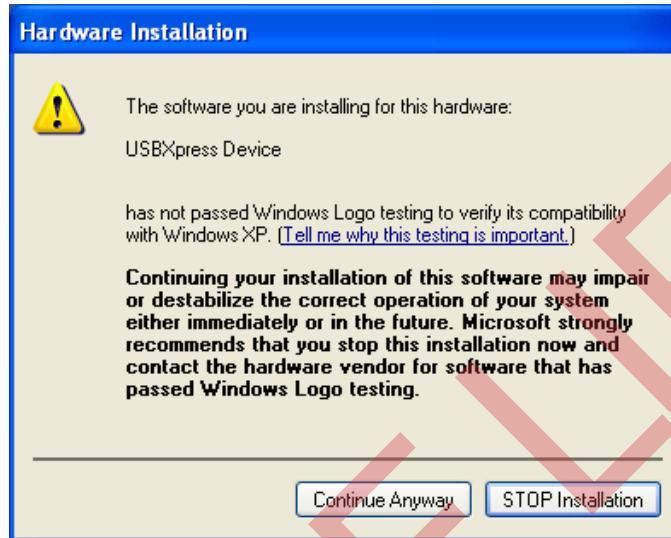 Hardware Installation
The software you are installing for this hardware:
USBXpress Device
has not passed Windows Logo testing to verify its compatibility
with Windows XP. (Tell me why this testing is important.)
Continuing your installation of this software may impair
or destabilize the correct operation of your system
either immediately or in the future. Microsoft strongly
recommends that you stop this installation now and
contact the hardware vendor for software that has
passed Windows Logo testing.
Continue Anyway
STOP Installation